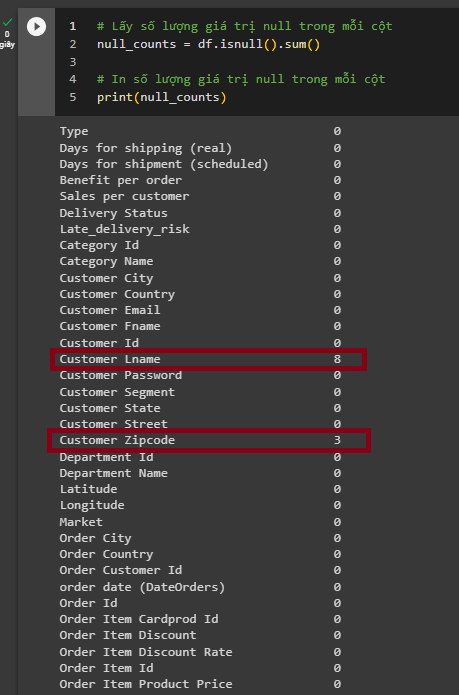 0
giây
1 # Lấy số lượng giá trị null trong mỗi cột
2 null_counts = df.isnull().sum()
3
4 # In số lượng giá trị null trong mỗi cột
5 print(null_counts)
Type 0
Days for shipping (real) 0
Days for shipment (scheduled) 0
Benefit per order 0
Sales per customer 0
Delivery Status 0
Late_delivery_risk 0
Category Id 0
Category Name 0
Customer City 0
Customer Country 0
Customer Email 0
Customer Fname 0
Customer Id 0
Customer Lname 8
Customer Password 0
Customer Segment 0
Customer State 0
Customer Street 0
Customer Zipcode 3
Department Id 0
Department Name 0
Latitude 0
Longitude 0
Market 0
Order City 0
Order Country 0
Order Customer Id 0
order date (DateOrders) 0
Order Id 0
Order Item Cardprod Id 0
Order Item Discount 0
Order Item Discount Rate 0
Order Item Id 0
Order Item Product Price 0